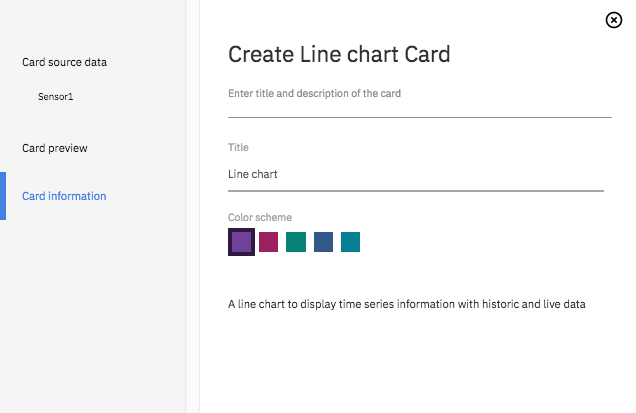 Card source data
Sensor1
Card preview
Card information
Create Line chart Card
Enter title and description of the card
Title
Line chart
Color scheme
A line chart to display time series information with historic and live data